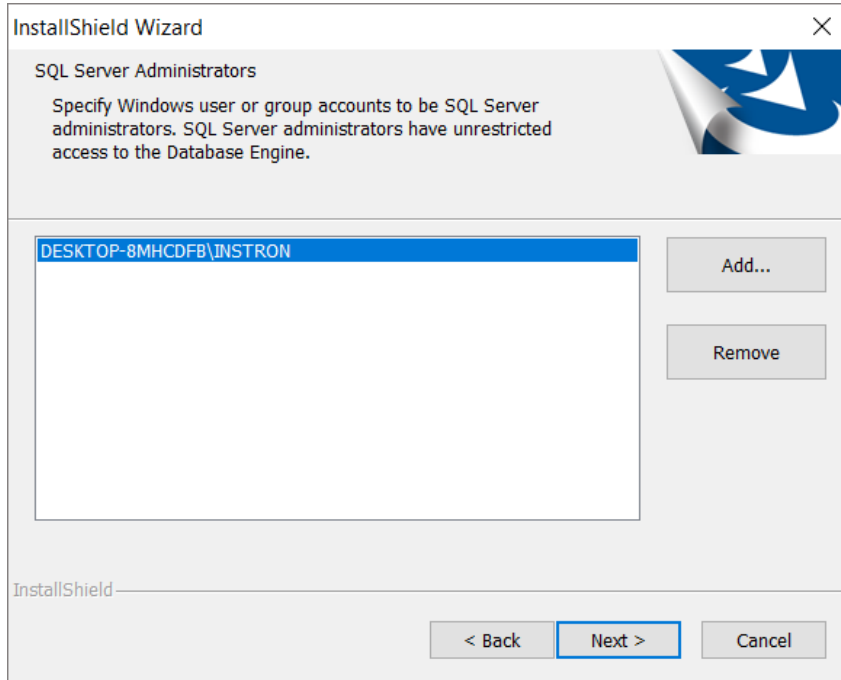 InstallShield Wizard
SQL Server Administrators
Specify Windows user or group accounts to be SQL Server
administrators. SQL Server administrators have unrestricted
access to the Database Engine.
DESKTOP-8MHCDFB\INSTRON
Add...
Remove
InstallShield
< Back
Next >
Cancel